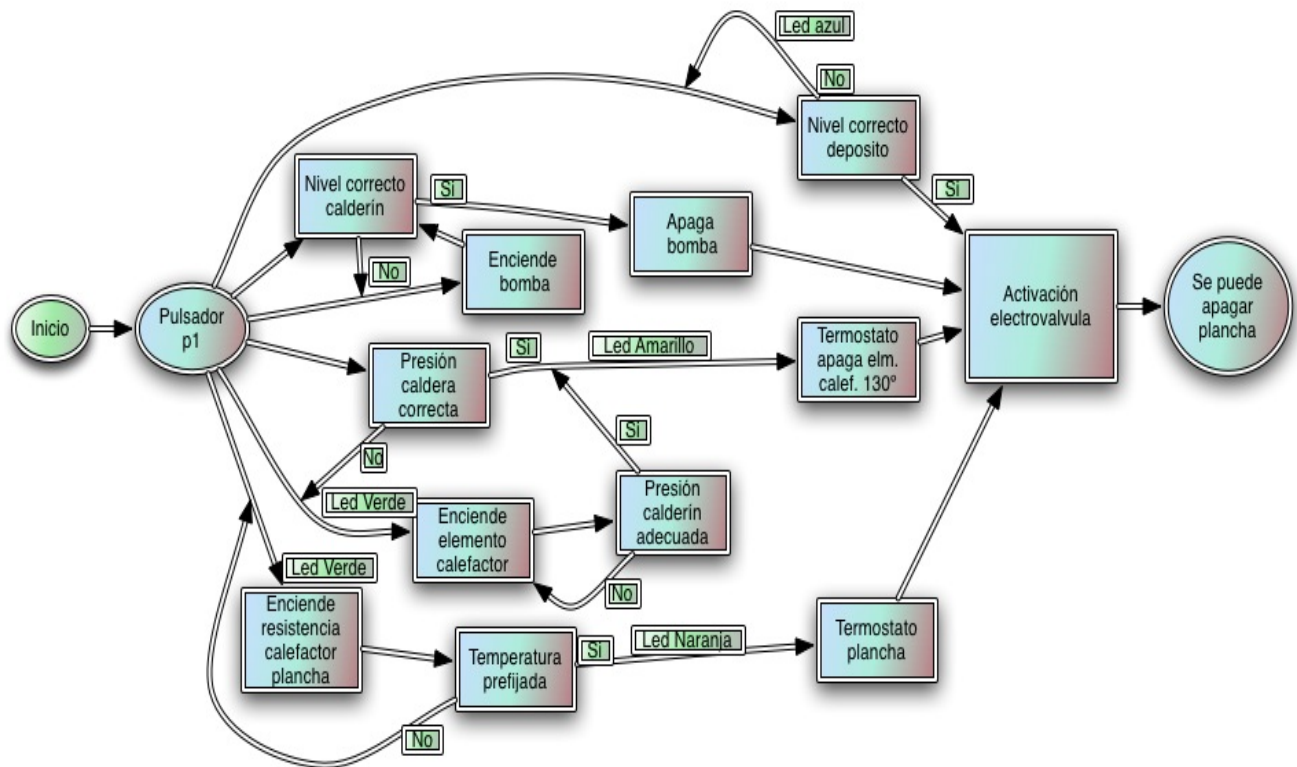 Led azul
No
Nivel correcto
deposito
Si
Nivel correcto
calderín
Si
No
Enciende
bomba
Apaga
bomba
Activación
electrovalvula
Se puede
apagar
plancha
Inicio
Pulsador
p1
Presión
caldera
correcta
Si
Led Amarillo
Termostato
apaga elm.
calef. 130º
No
Si
Led Verde
Enciende
elemento
calefactor
Presión
calderín
adecuada
No
Led Verde
Enciende
resistencia
calefactor
plancha
Temperatura
prefijada
Si
Led Naranja
Termostato
plancha
No